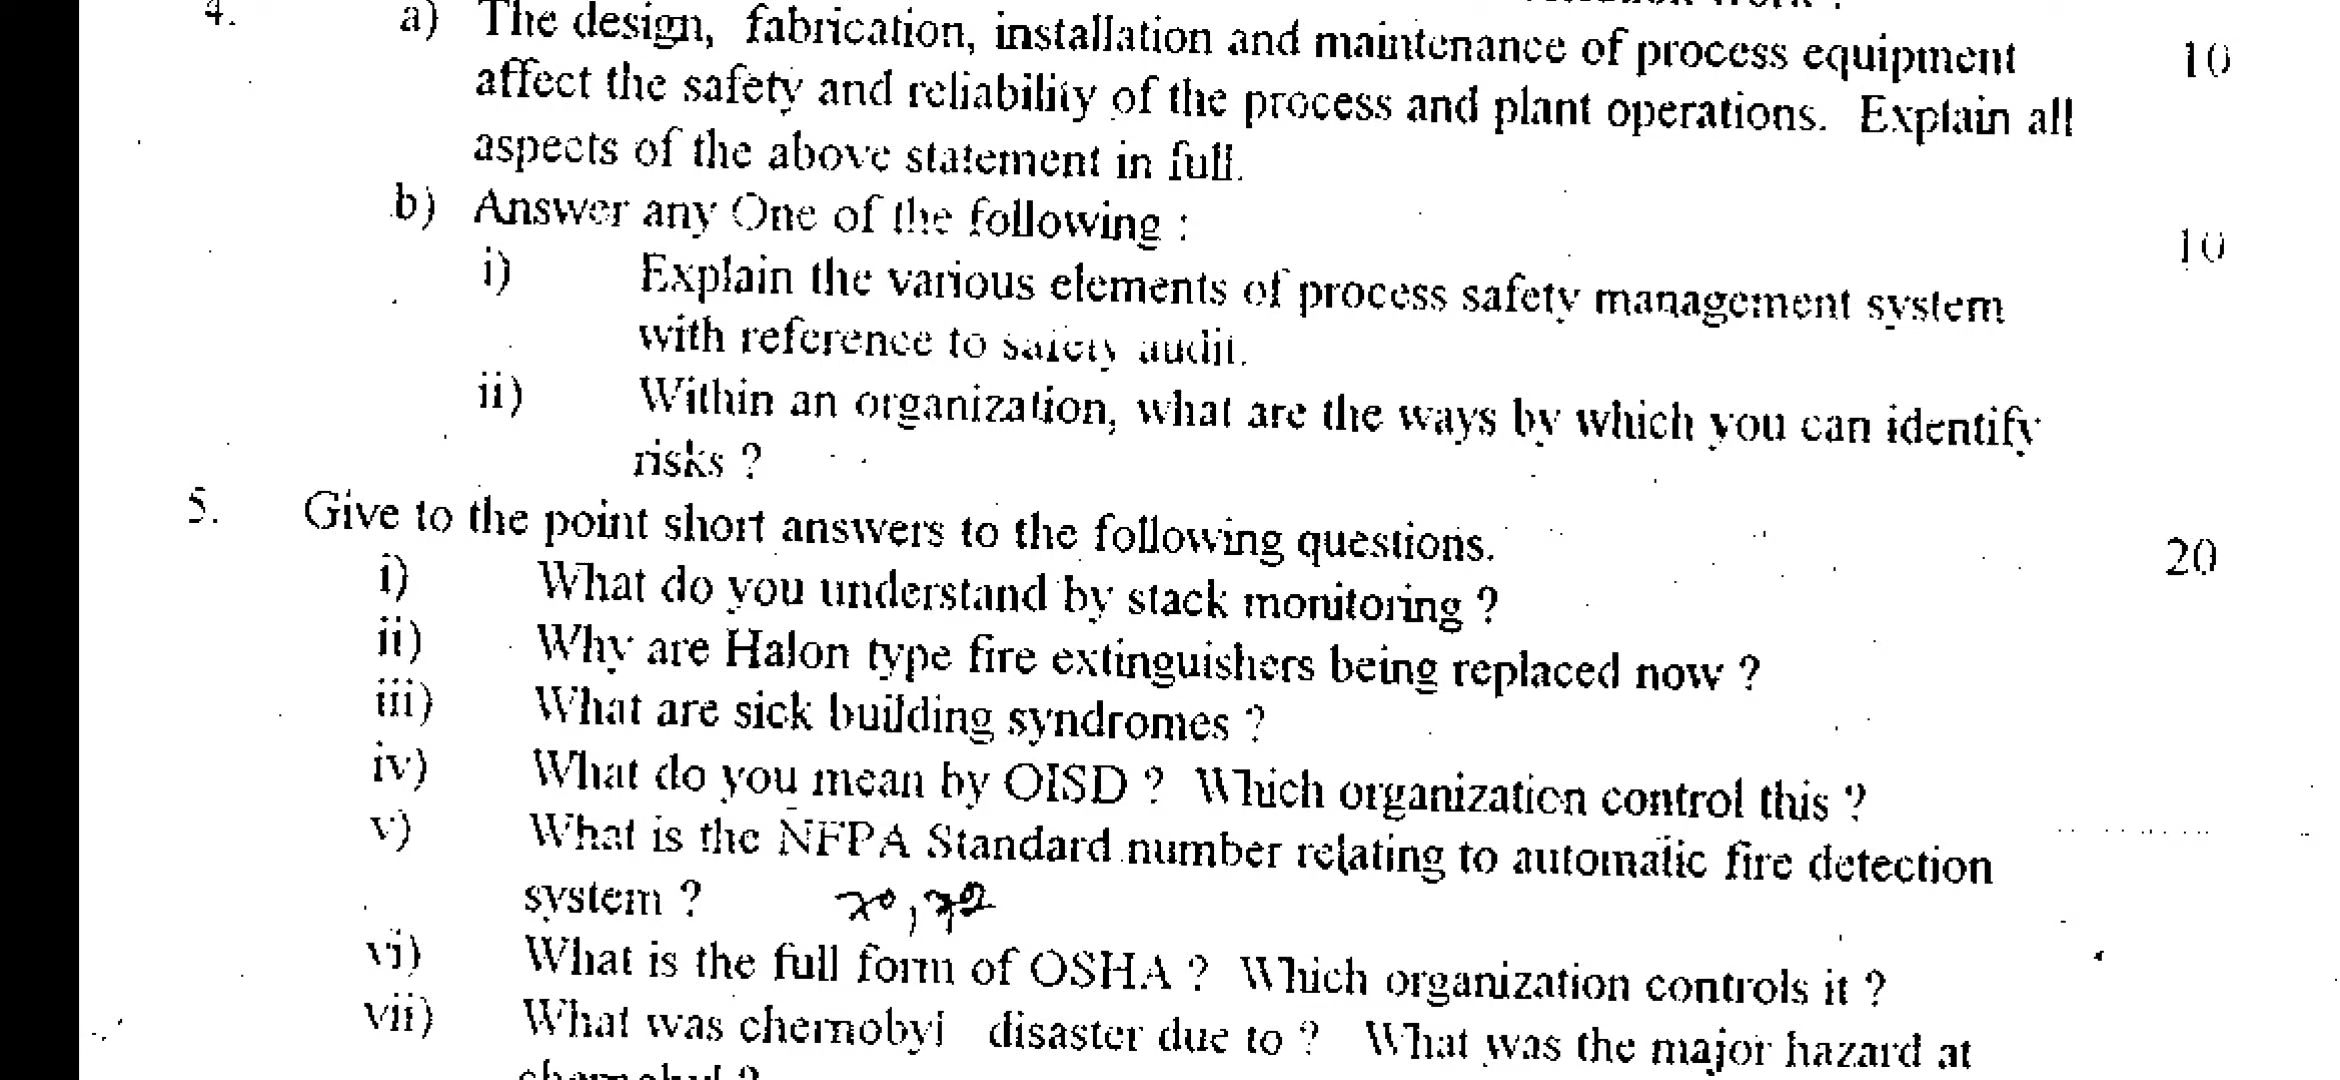 4. a) The design, fabrication, installation and maintenance of process equipment 10
affect the safety and reliability of the process and plant operations. Explain all
aspects of the above statement in full.
b) Answer any One of the following : 10
i) Explain the various elements of process safety management system
with reference to safety audit.
ii) Within an organization, what are the ways by which you can identify
risks ?
5. Give to the point short answers to the following questions. 20
i) What do you understand by stack monitoring ?
ii) Why are Halon type fire extinguishers being replaced now ?
iii) What are sick building syndromes ?
iv) What do you mean by OISD ? Which organization control this ?
v) What is the NFPA Standard number relating to automatic fire detection
system ? 70, 72
vi) What is the full form of OSHA ? Which organization controls it ?
vii) What was chernobyl disaster due to ? What was the major hazard at
chernobyl ?